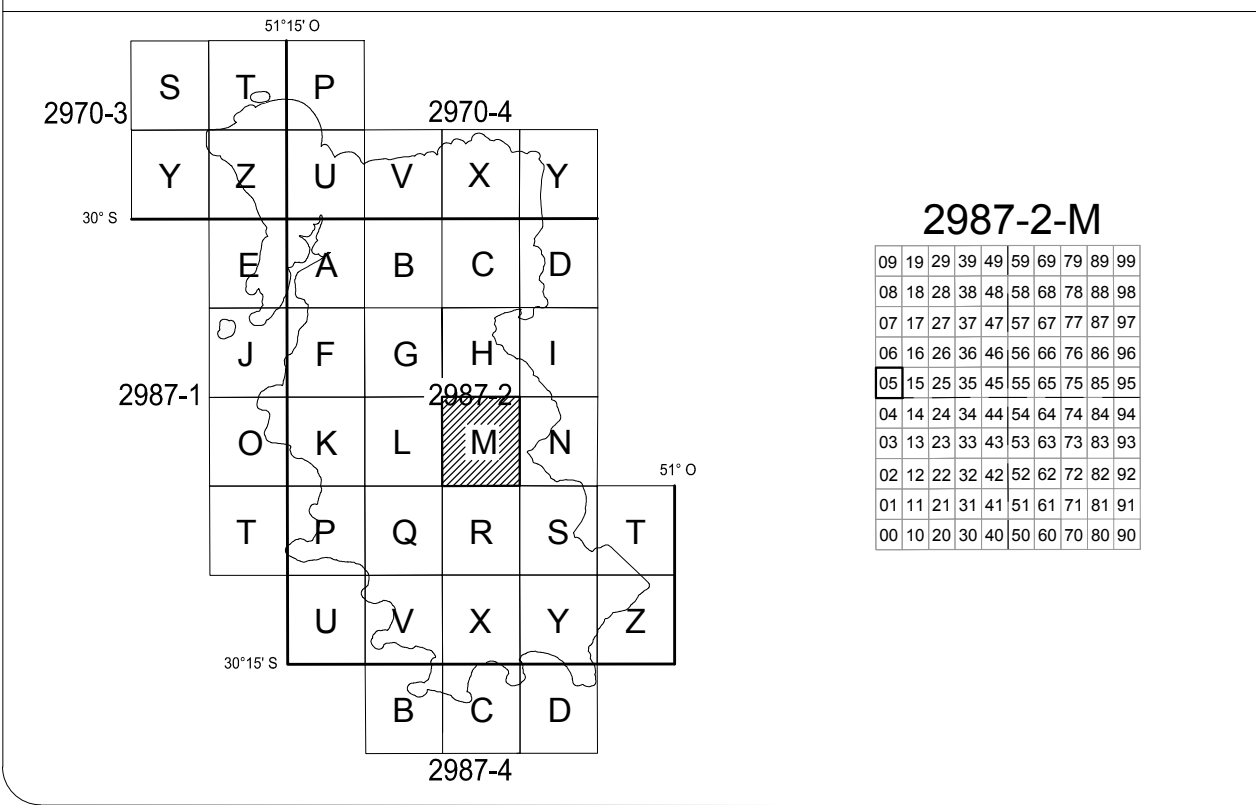 51°15' O
S T P
2970-3
2970-4
Y Z U V X Y
30° S
E A B C D
J F G H I
2987-1
2987-2
O K L M N
51° O
T P Q R S T
U V X Y Z
30°15' S
B C D
2987-4
2987-2-M
09 19 29 39 49 59 69 79 89 99
08 18 28 38 48 58 68 78 88 98
07 17 27 37 47 57 67 77 87 97
06 16 26 36 46 56 66 76 86 96
05 15 25 35 45 55 65 75 85 95
04 14 24 34 44 54 64 74 84 94
03 13 23 33 43 53 63 73 83 93
02 12 22 32 42 52 62 72 82 92
01 11 21 31 41 51 61 71 81 91
00 10 20 30 40 50 60 70 80 90